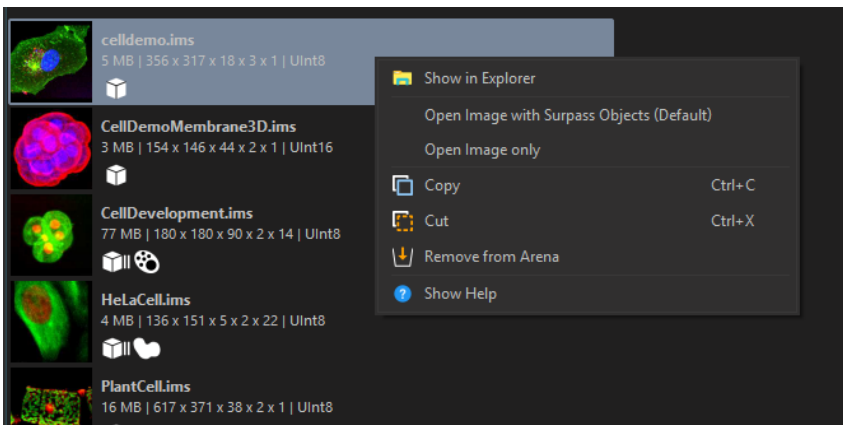 celldemo.ims
5 MB | 356 x 317 x 18 x 3 x 1 | UInt8
Show in Explorer
Open Image with Surpass Objects (Default)
Open Image only
Copy Ctrl+C
Cut Ctrl+X
Remove from Arena
? Show Help
CellDemoMembrane3D.ims
3 MB | 154 x 146 x 44 x 2 x 1 | UInt16
CellDevelopment.ims
77 MB | 180 x 180 x 90 x 2 x 14 | UInt8
HeLaCell.ims
4 MB | 136 x 151 x 5 x 2 x 22 | UInt8
PlantCell.ims
16 MB | 617 x 371 x 38 x 2 x 1 | UInt8